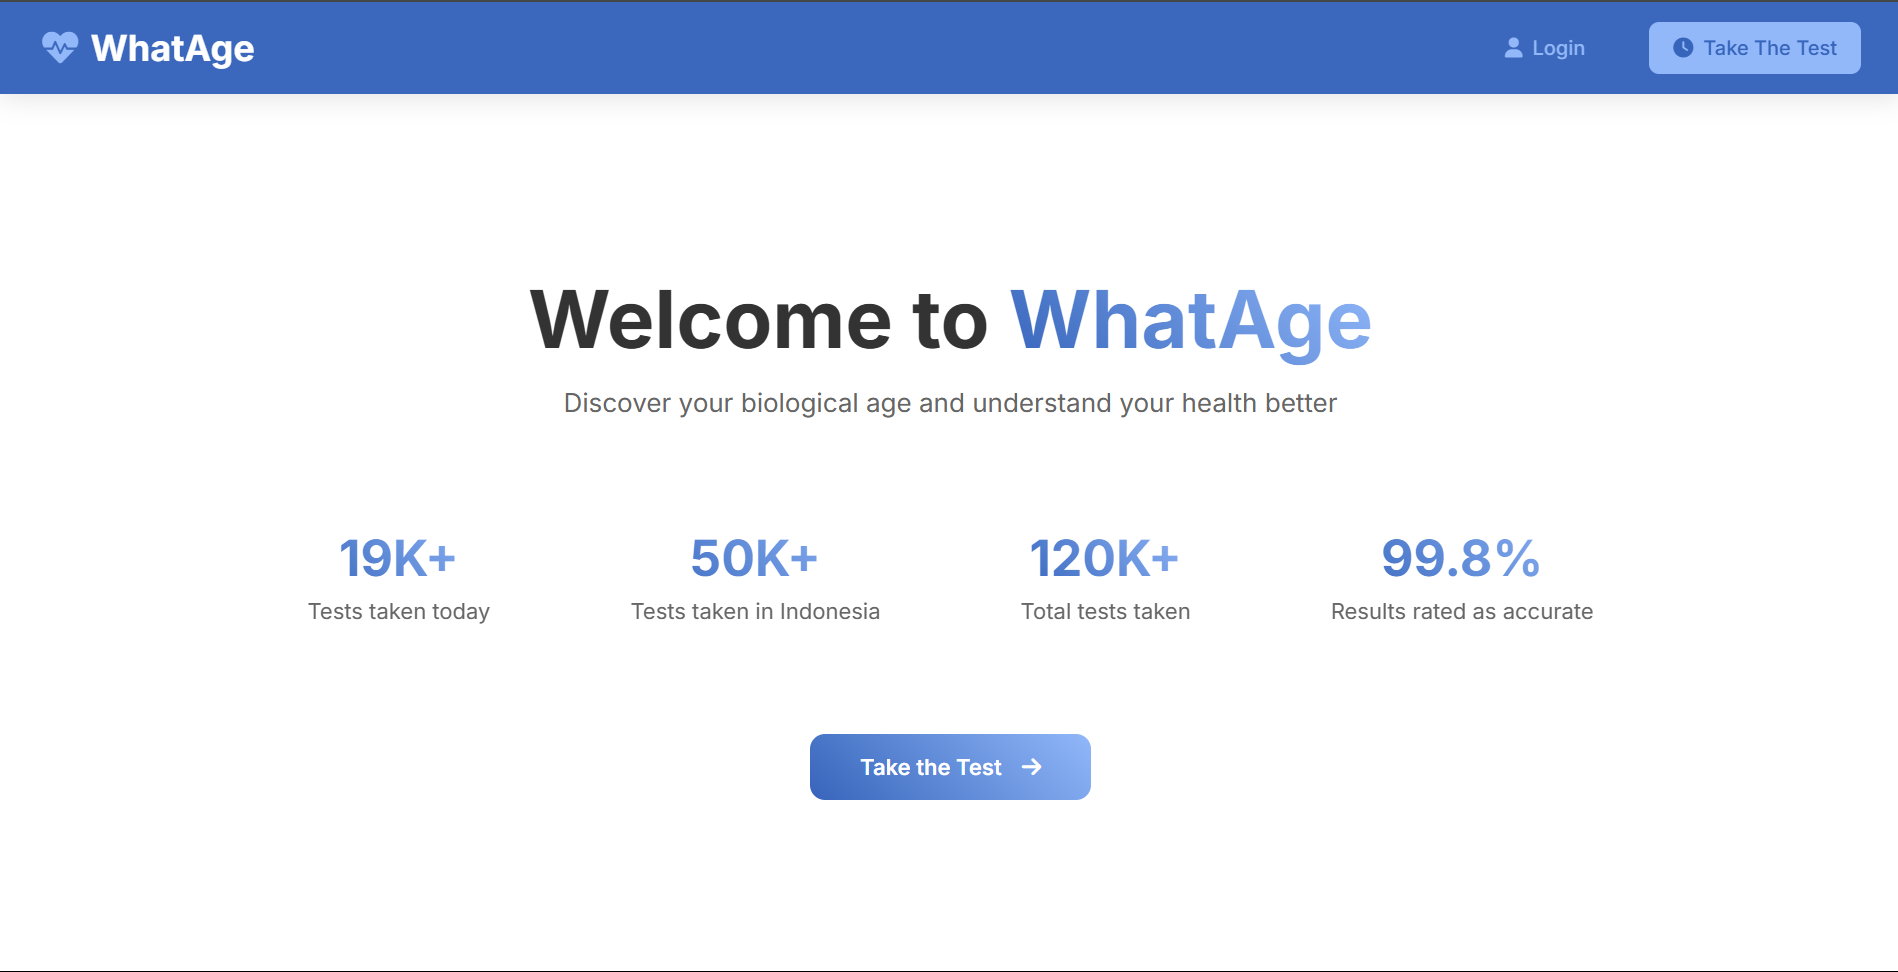 WhatAge
Login
Take The Test
Welcome to WhatAge
Discover your biological age and understand your health better
19K+
Tests taken today
50K+
Tests taken in Indonesia
120K+
Total tests taken
99.8%
Results rated as accurate
Take the Test